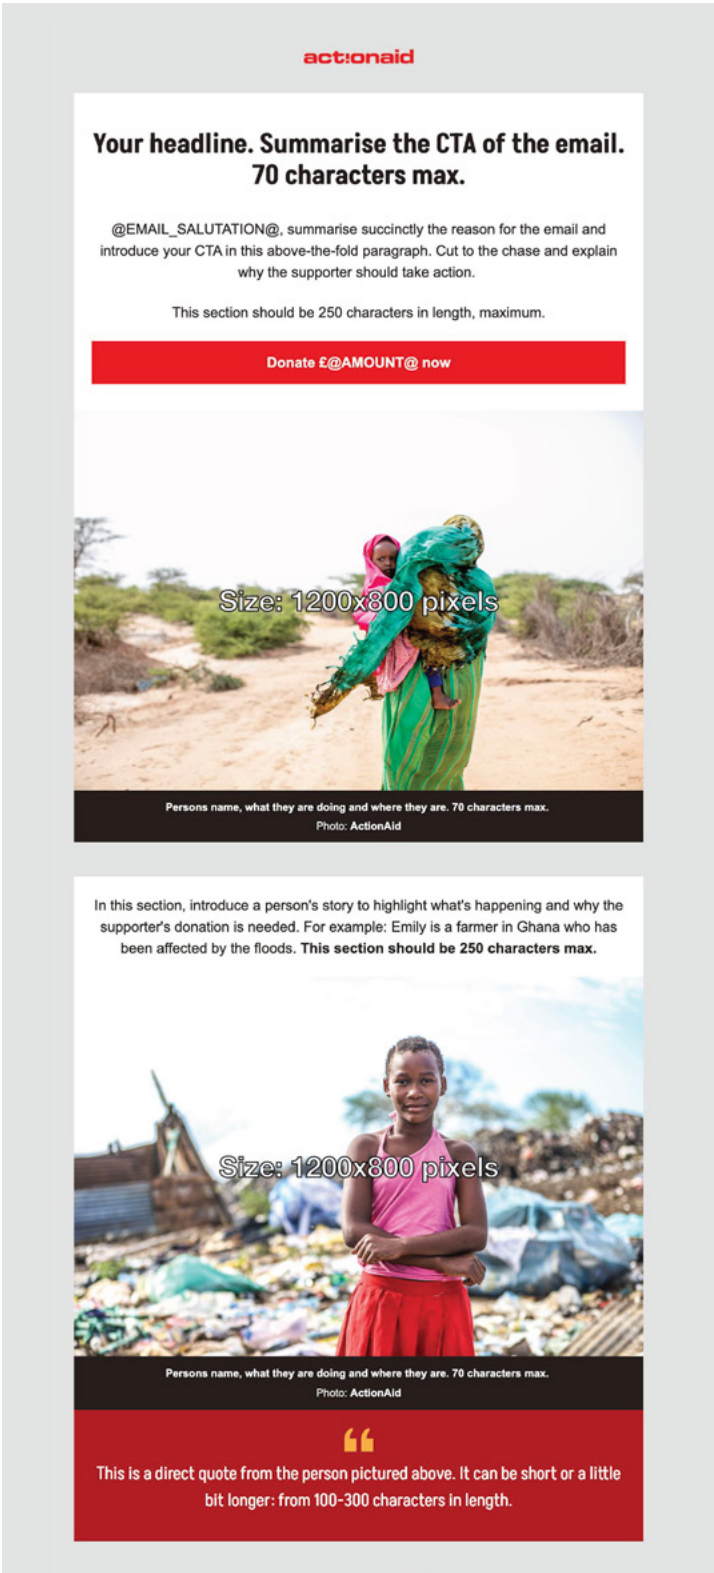 act:onaid
Your headline. Summarise the CTA of the email.
70 characters max.
@EMAIL_SALUTATION@, summarise succinctly the reason for the email and
introduce your CTA in this above-the-fold paragraph. Cut to the chase and explain
why the supporter should take action.
This section should be 250 characters in length, maximum.
Donate £@AMOUNT@ now
Size: 1200x800 pixels
Persons name, what they are doing and where they are. 70 characters max.
Photo: ActionAid
In this section, introduce a person's story to highlight what's happening and why the
supporter's donation is needed. For example: Emily is a farmer in Ghana who has
been affected by the floods. This section should be 250 characters max.
Size: 1200x800 pixels
Persons name, what they are doing and where they are. 70 characters max.
Photo: ActionAid
“
This is a direct quote from the person pictured above. It can be short or a little
bit longer: from 100-300 characters in length.